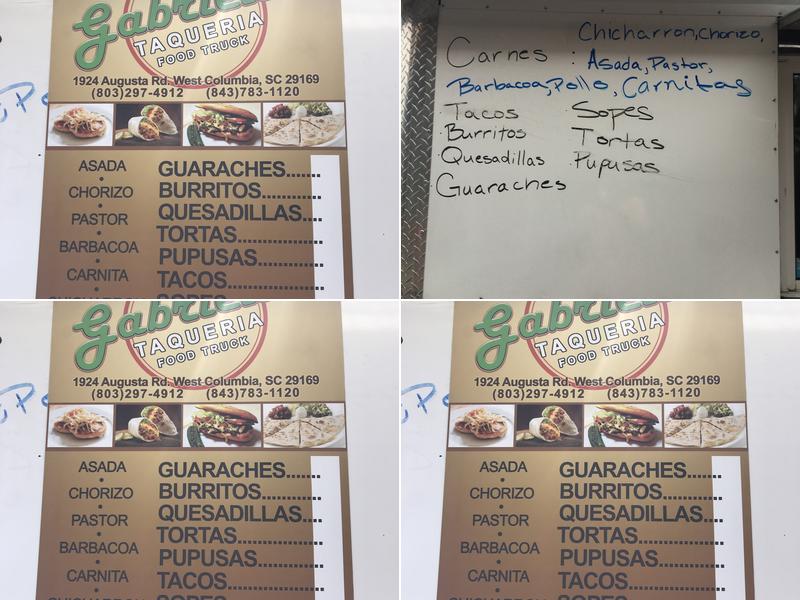 Gabriel
TAQUERIA
FOOD TRUCK
1924 Augusta Rd. West Columbia, SC 29169
(803)297-4912 (843)783-1120
ASADA
CHORIZO
PASTOR
BARBACOA
CARNITA
GUARACHES.......
BURRITOS.........
QUESADILLAS....
TORTAS............
PUPUSAS.........
TACOS..............
Chicharron, Chorizo,
Carnes : Asada, Pastor,
Barbacoa, Pollo, Carnitas
Tacos Sopes
Burritos Tortas
Quesadillas Pupusas
Guaraches
Gabriel
TAQUERIA
FOOD TRUCK
1924 Augusta Rd. West Columbia, SC 29169
(803)297-4912 (843)783-1120
ASADA
CHORIZO
PASTOR
BARBACOA
CARNITA
GUARACHES.......
BURRITOS.........
QUESADILLAS....
TORTAS............
PUPUSAS.........
TACOS..............
Gabriel
TAQUERIA
FOOD TRUCK
1924 Augusta Rd. West Columbia, SC 29169
(803)297-4912 (843)783-1120
ASADA
CHORIZO
PASTOR
BARBACOA
CARNITA
GUARACHES.......
BURRITOS.........
QUESADILLAS....
TORTAS............
PUPUSAS.........
TACOS..............